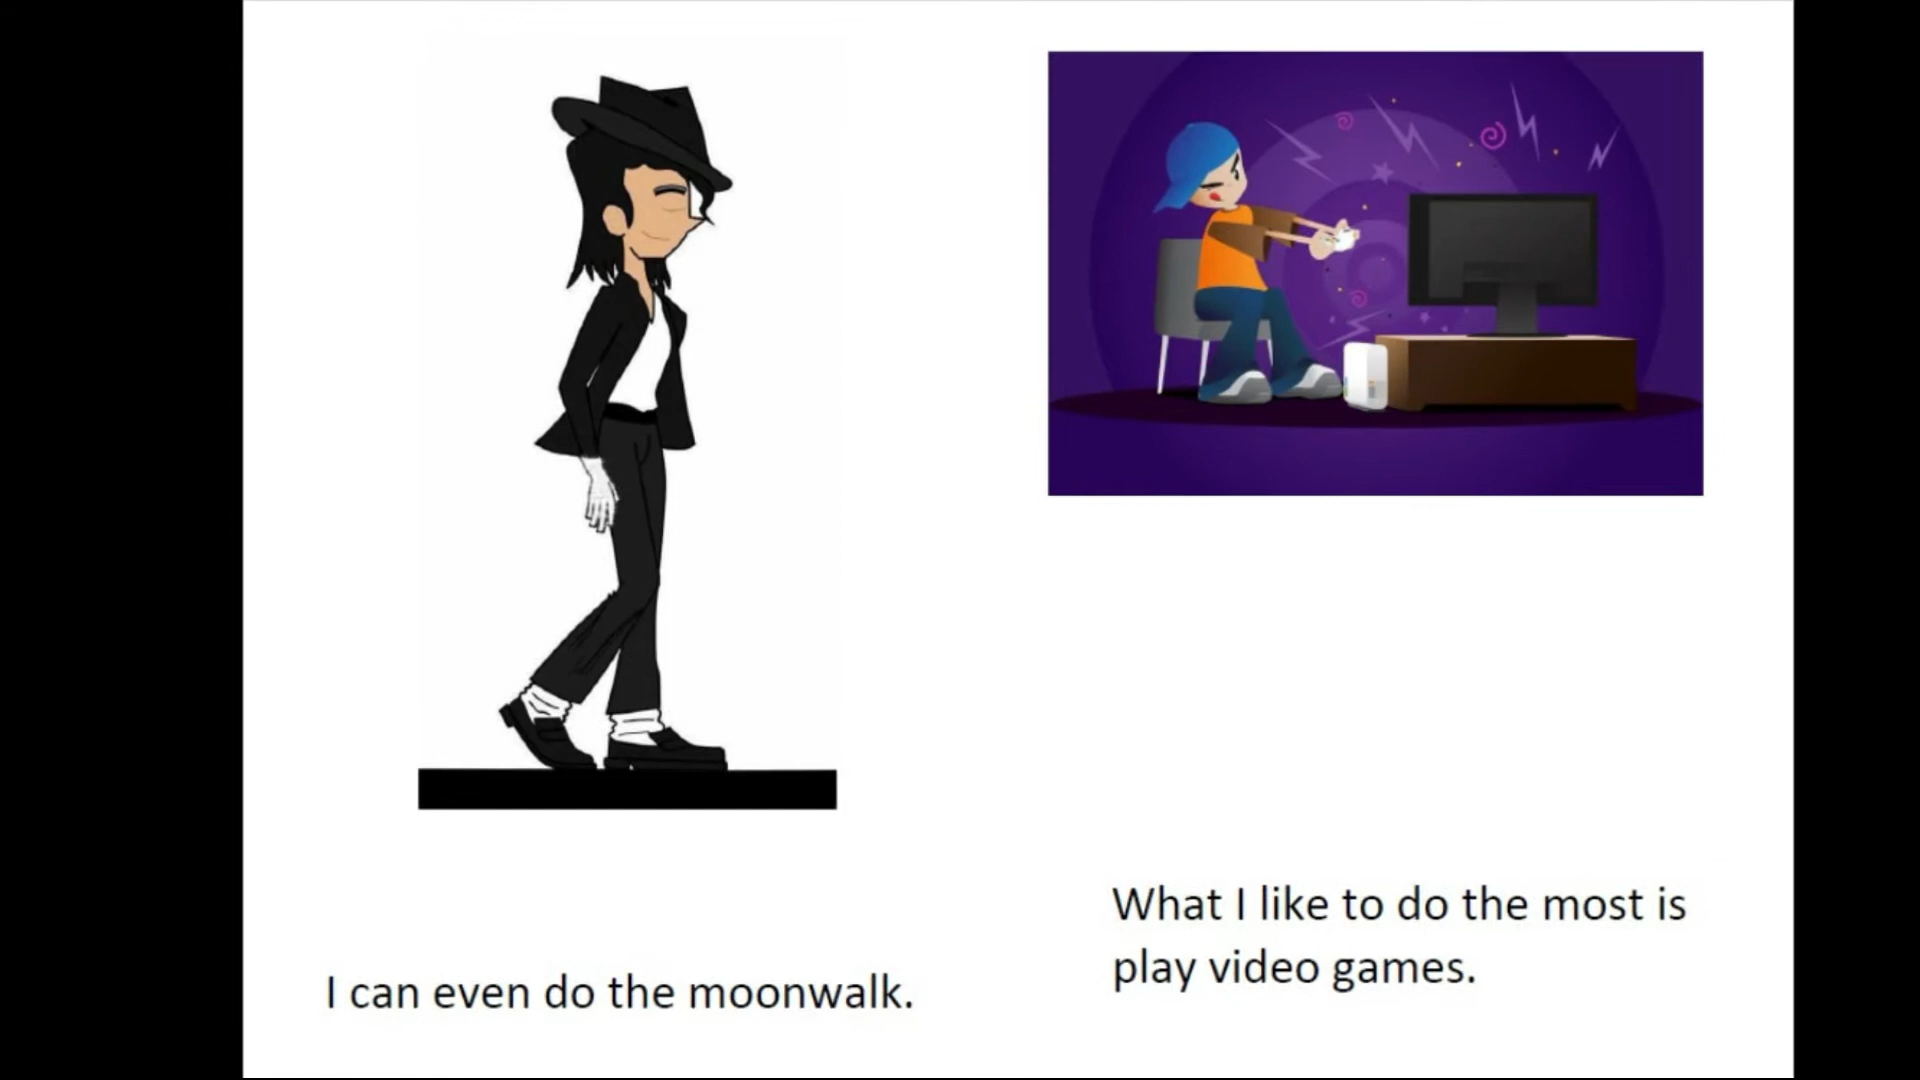 I can even do the moonwalk.
What I like to do the most is
play video games.